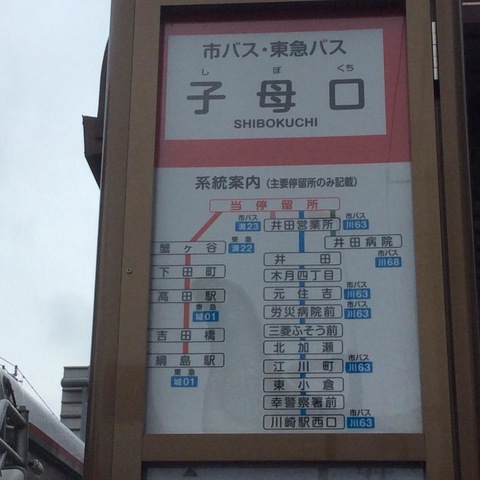 市バス・東急バス
し ぼ くち
子母口
SHIBOKUCHI
系統案内(主要停留所のみ記載)
当停留所
市バス
溝23
井田営業所
市バス
川63
東急
溝22
蟹ヶ谷
井田病院
市バス
川68
井田
下田町
木月四丁目
高田駅
元住吉
市バス
川63
東急
城01
労災病院前
市バス
川63
吉田橋
三菱ふそう前
北加瀬
綱島駅
江川町
市バス
川63
東急
城01
東小倉
幸警察署前
川崎駅西口
市バス
川63